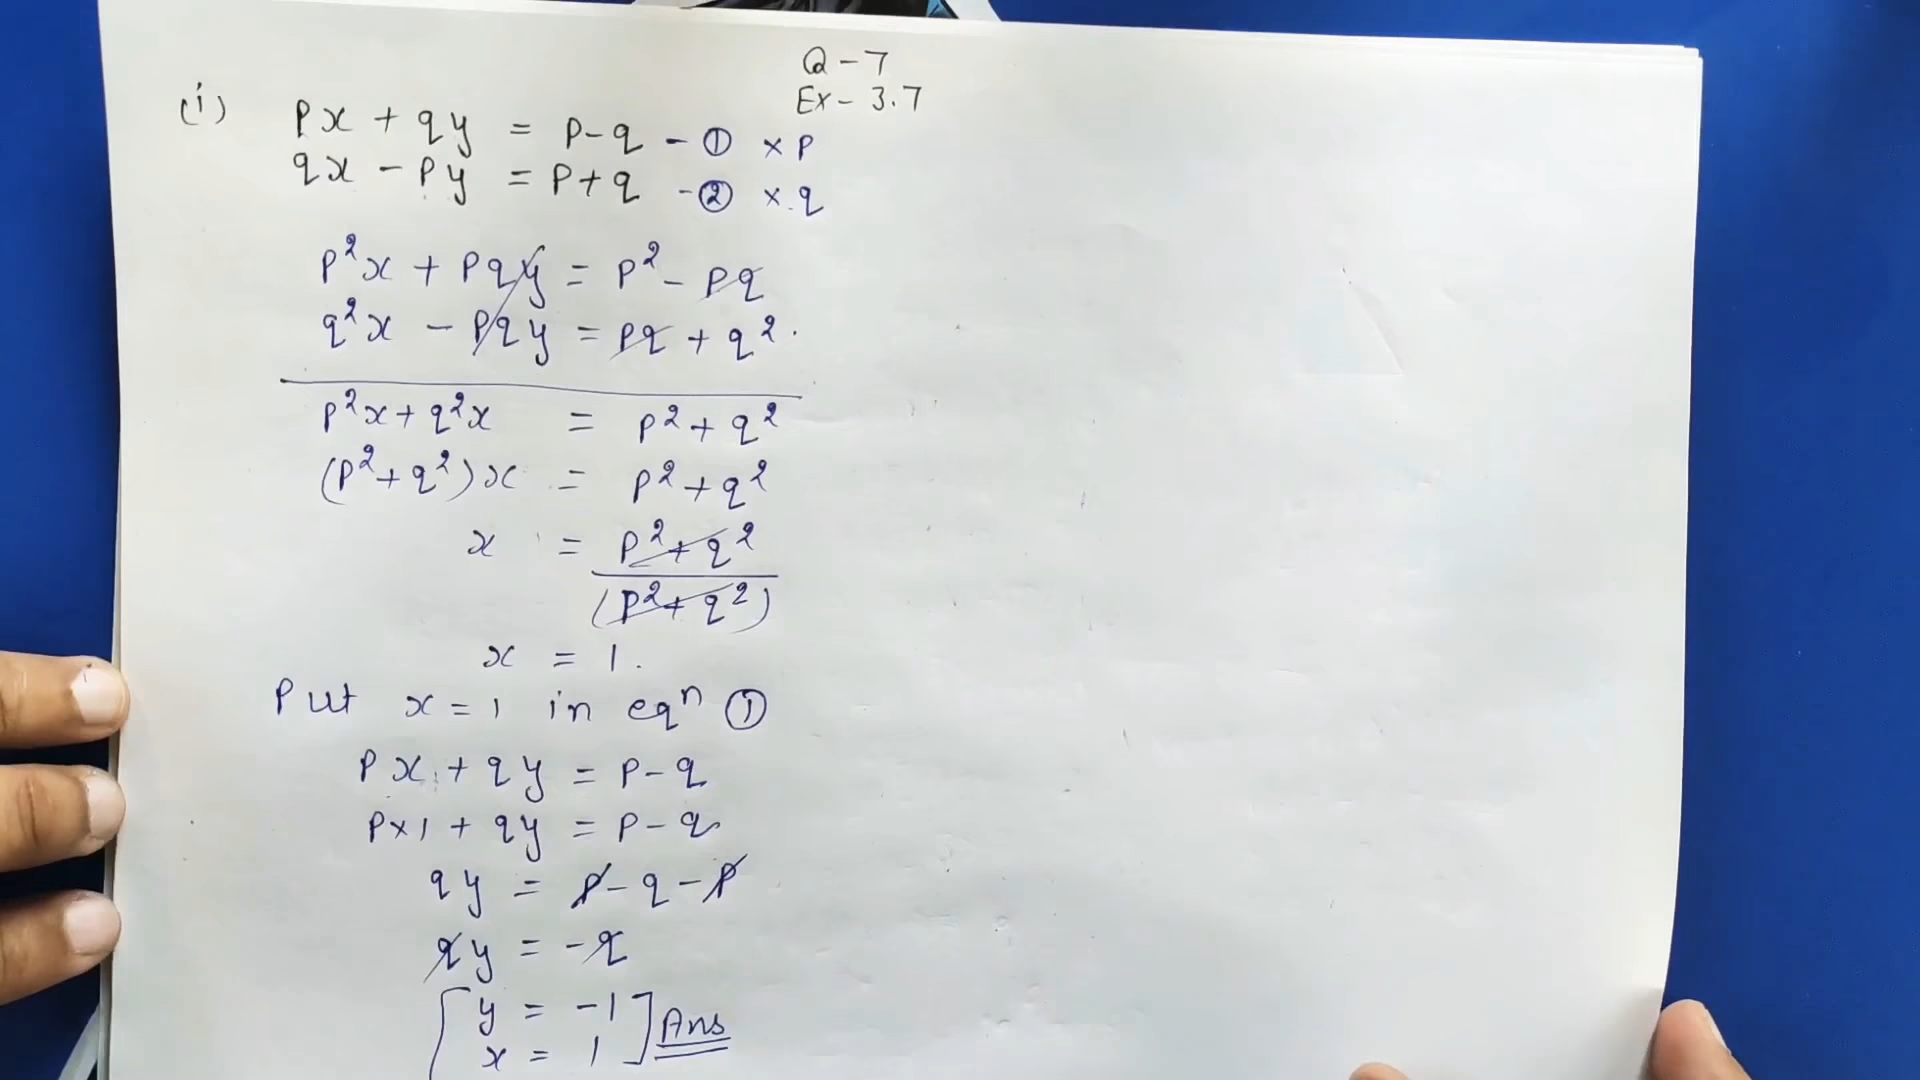 Q - 7
Ex - 3.7
(i) px + qy = p - q - ① × p
qx - py = p + q - ② × q
p²x + pqy = p² - pq
q²x - pqy = pq + q².
p²x + q²x = p² + q²
(p² + q²)x = p² + q²
x = p² + q²
(p² + q²)
x = 1.
Put x = 1 in eqⁿ ①
px + qy = p - q
p×1 + qy = p - q
qy = p - q - p
qy = -q
y = -1
x = 1 ] Ans